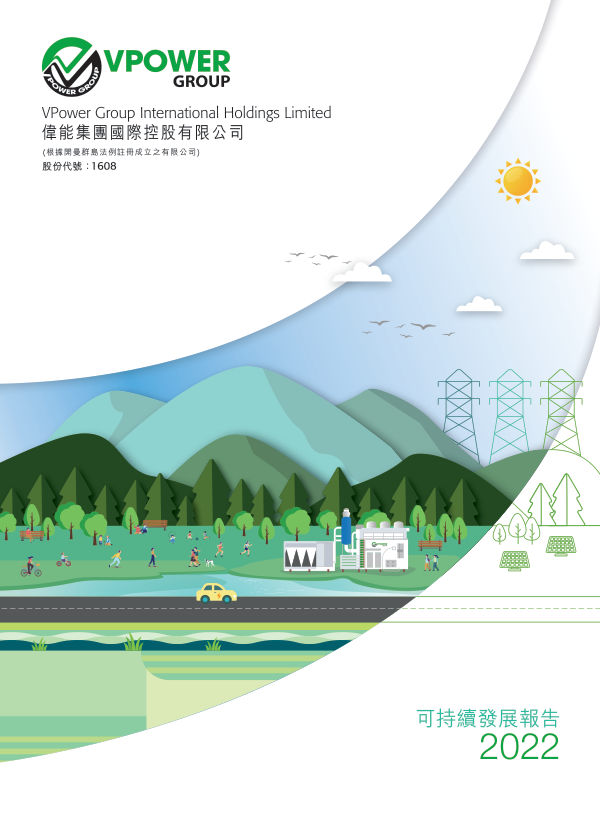 VPOWER
GROUP
VPOWER GROUP
VPower Group International Holdings Limited
偉能集團國際控股有限公司
(根據開曼群島法例註冊成立之有限公司)
股份代號：1608
可持續發展報告
2022